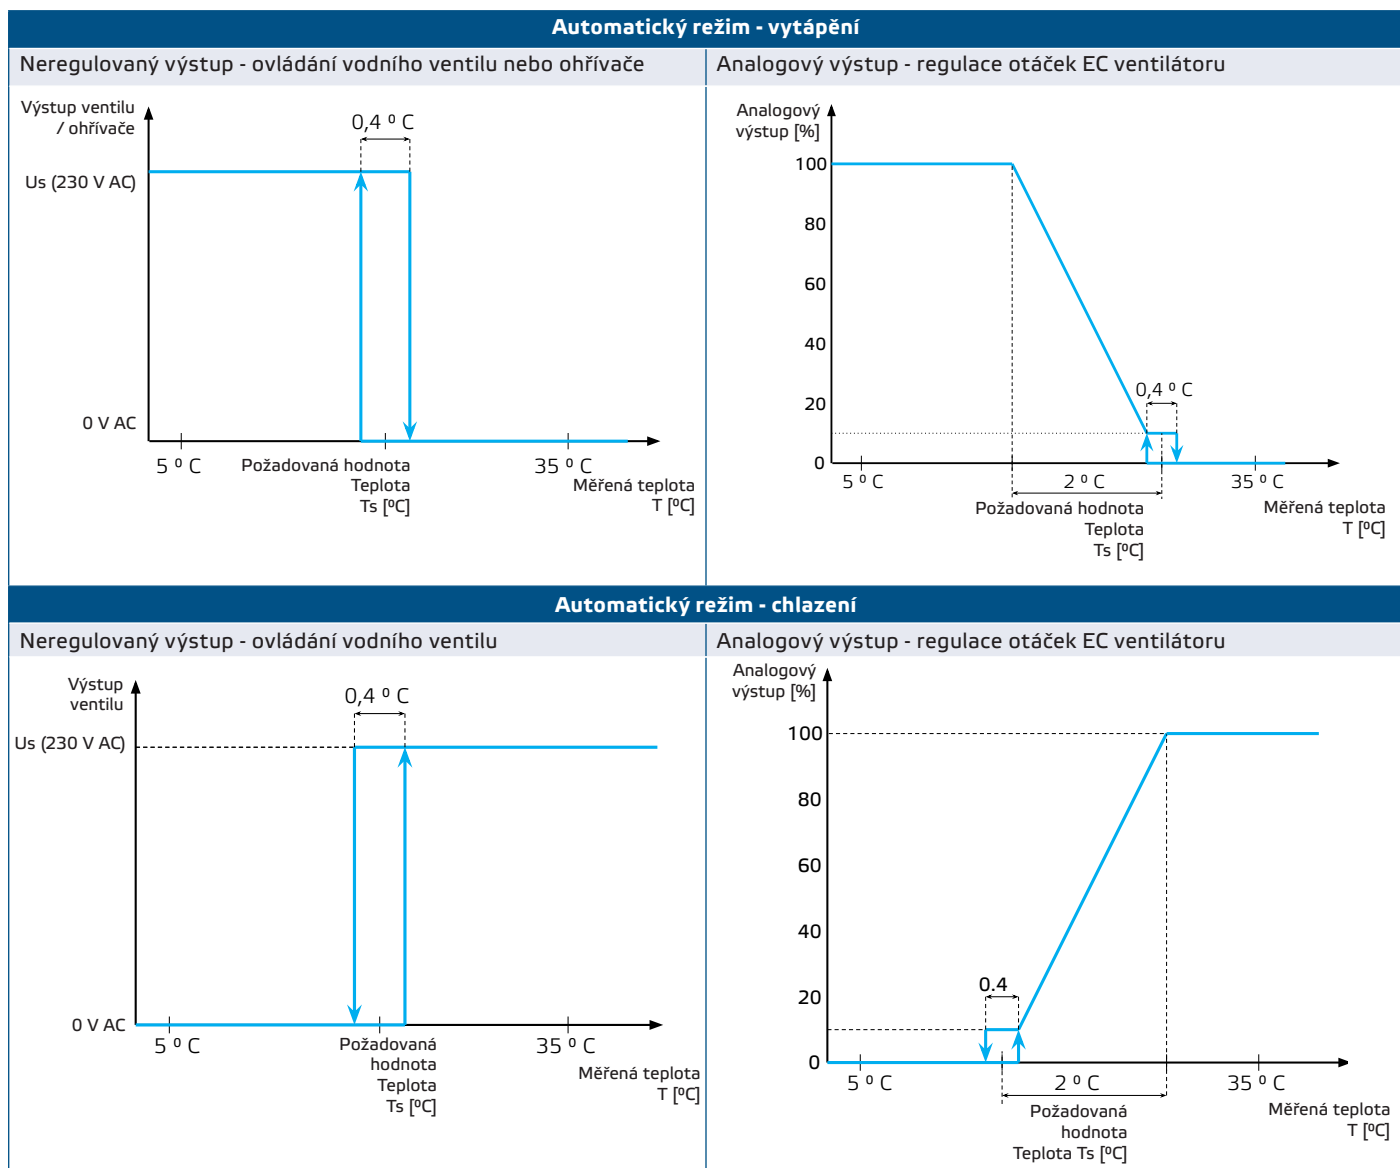 Automatický režim - vytápění
Neregulovaný výstup - ovládání vodního ventilu nebo ohřívače
Výstup ventilu
/ ohřívače
0,4 º C
Us (230 V AC)
0 V AC
5 º C
Požadovaná hodnota
Teplota
Ts [ºC]
35 º C
Měřená teplota
T [ºC]
Analogový výstup - regulace otáček EC ventilátoru
Analogový
výstup [%]
100
80
60
40
20
0
0,4 º C
5 º C
2 º C
35 º C
Požadovaná hodnota
Teplota
Ts [ºC]
Měřená teplota
T [ºC]
Automatický režim - chlazení
Neregulovaný výstup - ovládání vodního ventilu
Výstup
ventilu
0,4 º C
Us (230 V AC)
0 V AC
5 º C
Požadovaná
hodnota
Teplota
Ts [ºC]
35 º C
Měřená teplota
T [ºC]
Analogový výstup - regulace otáček EC ventilátoru
Analogový
výstup [%]
100
80
60
40
20
0
0.4
5 º C
2 º C
35 º C
Požadovaná
hodnota
Teplota Ts [ºC]
Měřená teplota
T [ºC]